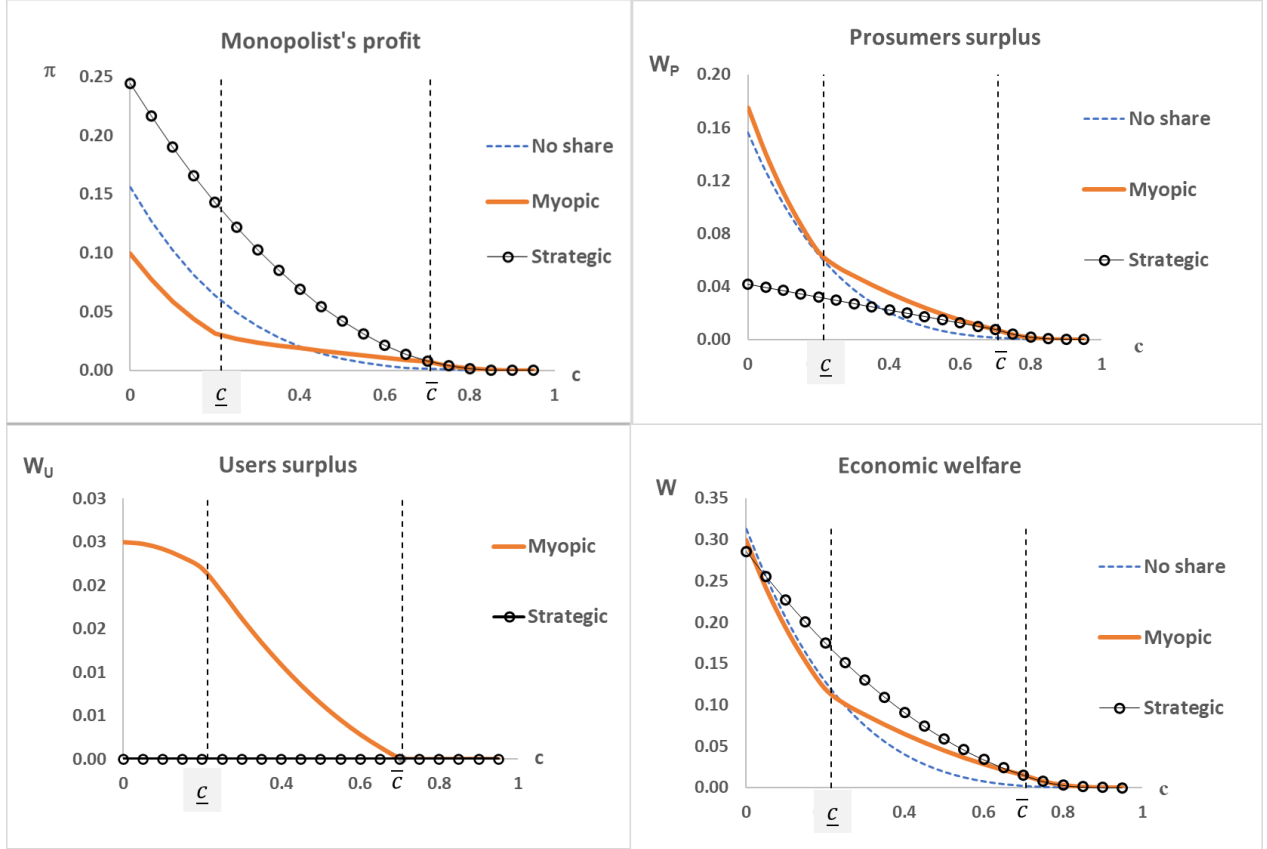 Monopolist's profit
π
0.25
0.20
0.15
0.10
0.05
0.00
0
0.4
0.6
0.8
1
c
c
c̅
No share
Myopic
Strategic
Prosumers surplus
W_P
0.20
0.16
0.12
0.08
0.04
0.00
0
0.4
0.6
0.8
1
c
c
c̅
No share
Myopic
Strategic
Users surplus
W_U
0.03
0.03
0.02
0.02
0.01
0.01
0.00
0
0.4
0.6
0.8
1
c
c
c̅
Myopic
Strategic
Economic welfare
W
0.35
0.30
0.25
0.20
0.15
0.10
0.05
0.00
0
0.4
0.6
0.8
1
c
c
c̅
No share
Myopic
Strategic